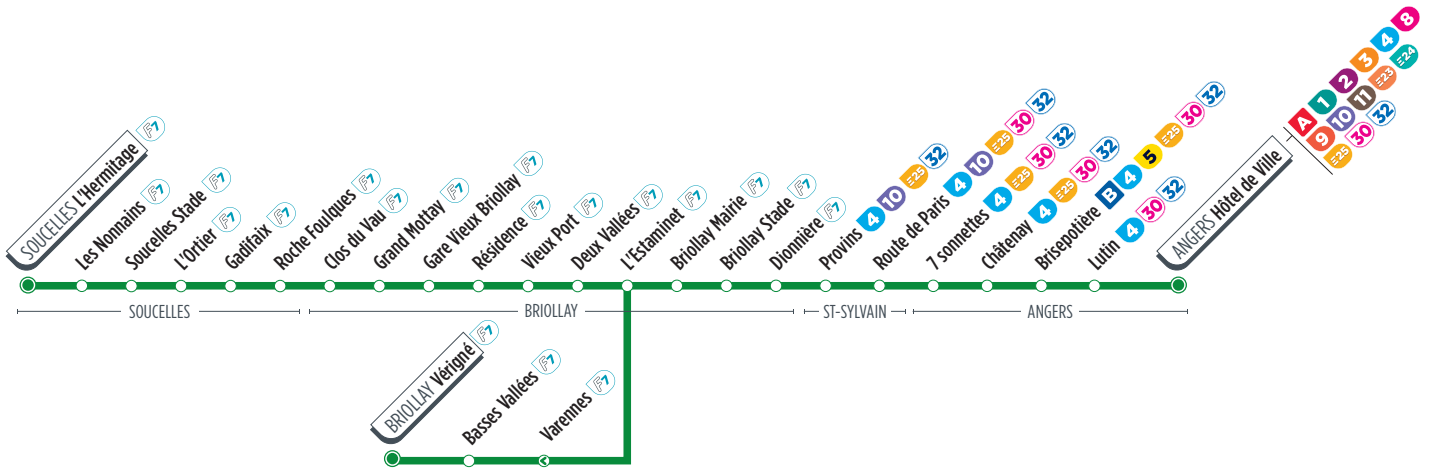 SOUCELLES L'Hermitage F7
Les Nonnains F7
Soucelles Stade F7
L'Ortier F7
Gadifaix F7
Roche Foulques F7
Clos du Vau F7
Grand Mottay F7
Gare Vieux Briollay F7
Résidence F7
Vieux Port F7
Deux Vallées F7
L'Estaminet F7
Briollay Mairie F7
Briollay Stade F7
Dionnière F7
Provins 4 10 25 32
Route de Paris 4 10 25 30 32
7 sonnettes 4 25 30 32
Châtenay 4 25 30 32
Brisepotière B 4 5 25 30 32
Lutin 4 30 32
ANGERS Hôtel de Ville
A 1 2 3 4 8
9 10 11 23 24
25 30 32
SOUCELLES
BRIOLLAY
ST-SYLVAIN
ANGERS
BRIOLLAY Vérigné F7
Basses Vallées F7
Varennes F7